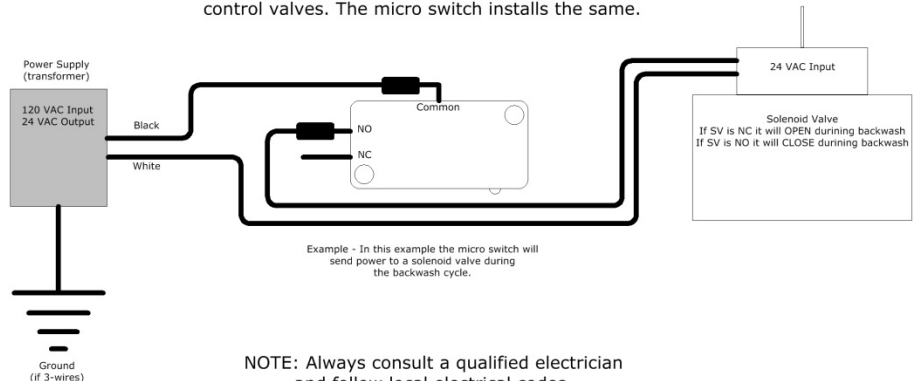 control valves. The micro switch installs the same.
Power Supply
(transformer)
120 VAC Input
24 VAC Output
Black
White
Common
NO
NC
24 VAC Input
Solenoid Valve
If SV is NC it will OPEN durining backwash
If SV is NO it will CLOSE durining backwash
Example - In this example the micro switch will
send power to a solenoid valve during
the backwash cycle.
Ground
(if 3-wires)
NOTE: Always consult a qualified electrician
and follow local electrical codes